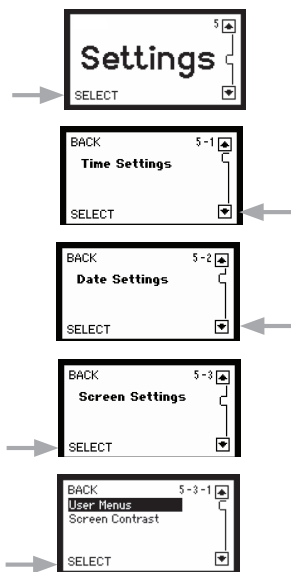 5
Settings
SELECT
BACK 5-1
Time Settings
SELECT
BACK 5-2
Date Settings
SELECT
BACK 5-3
Screen Settings
SELECT
BACK 5-3-1
User Menus
Screen Contrast
SELECT